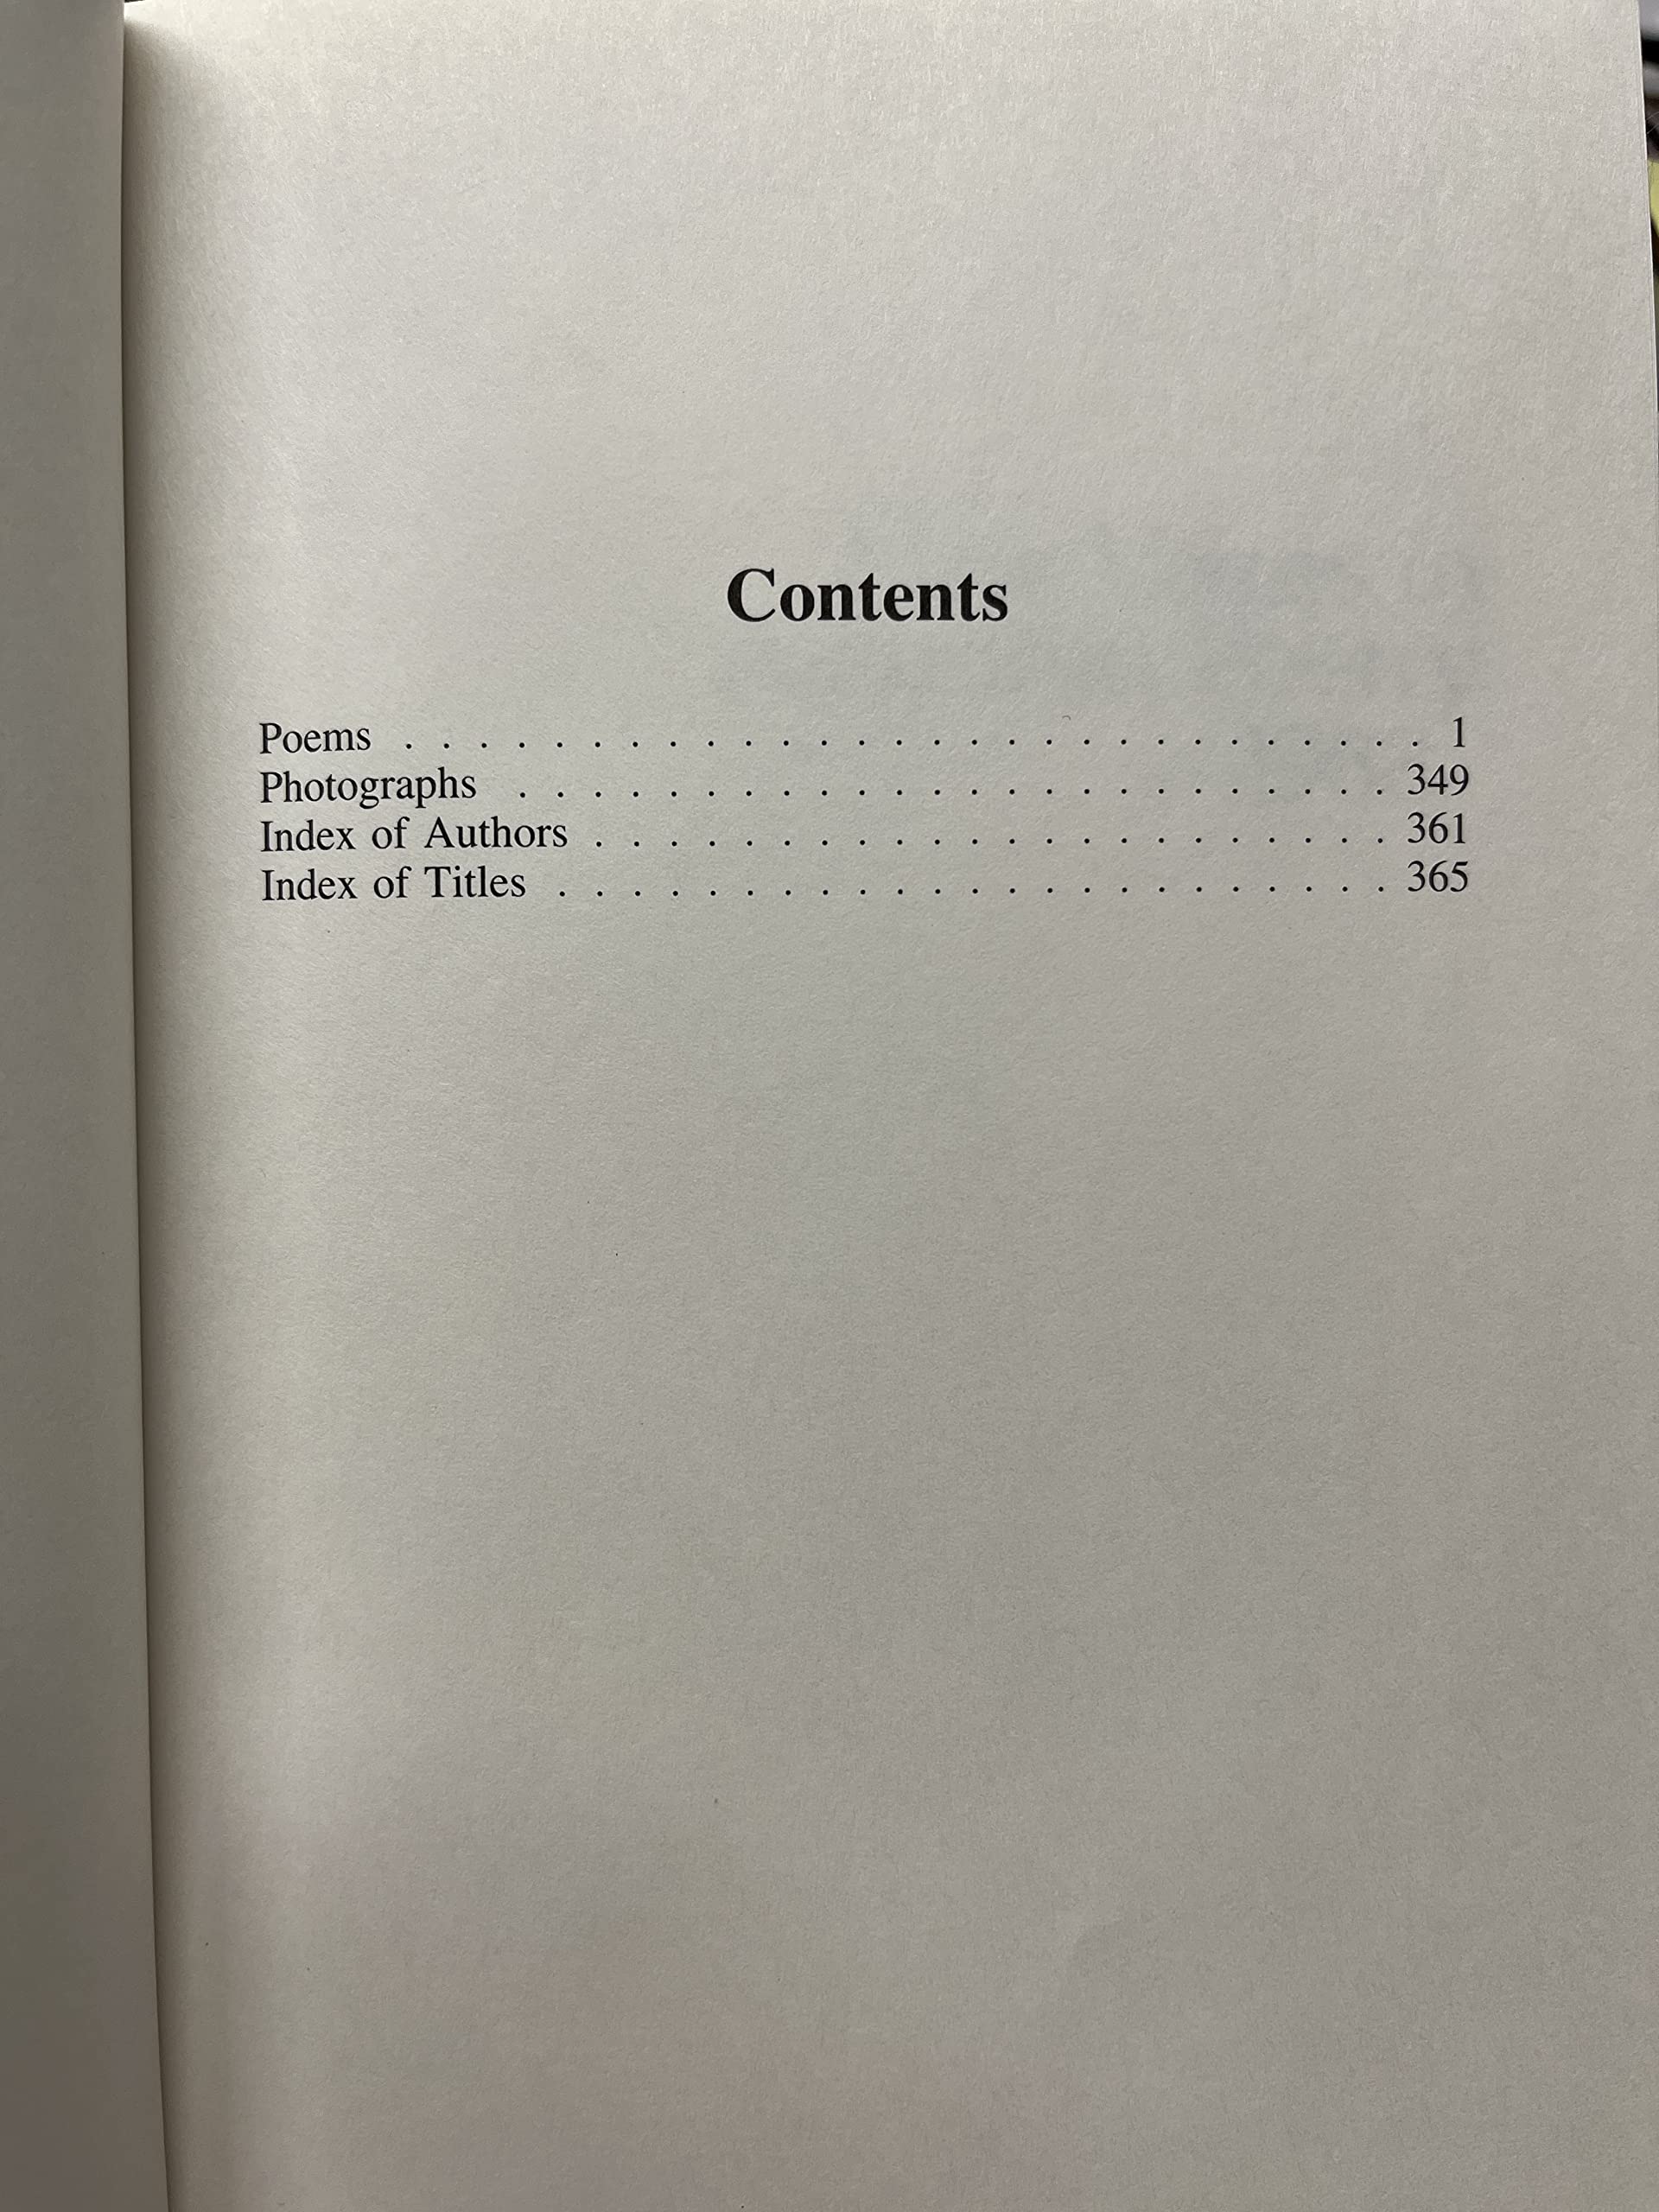 Contents
Poems . . . . . . . . . . . . . . . . . . . . . . . . . . . . 1
Photographs . . . . . . . . . . . . . . . . . . . . . . . . 349
Index of Authors . . . . . . . . . . . . . . . . . . . . . . 361
Index of Titles . . . . . . . . . . . . . . . . . . . . . . . 365